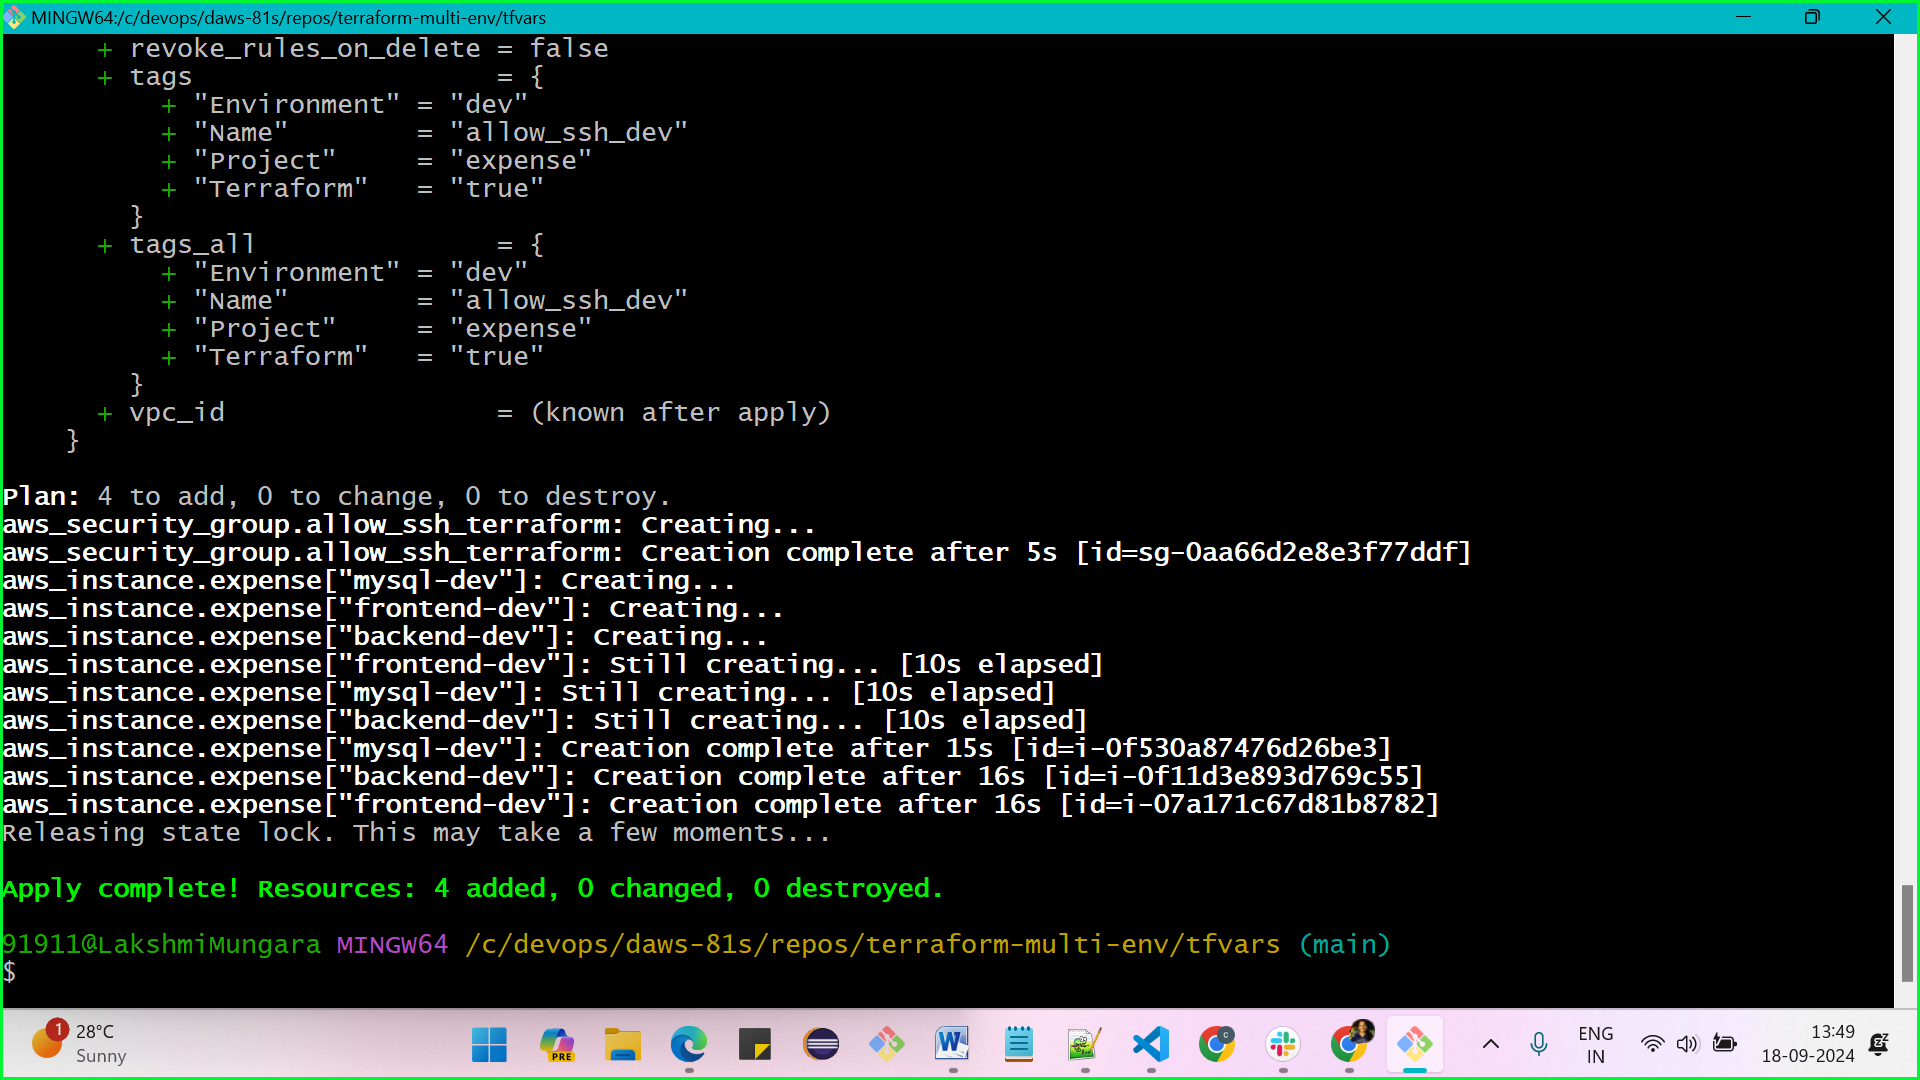 MINGW64:/c/devops/daws-81s/repos/terraform-multi-env/tfvars
+ revoke_rules_on_delete = false
+ tags = {
+ "Environment" = "dev"
+ "Name" = "allow_ssh_dev"
+ "Project" = "expense"
+ "Terraform" = "true"
}
+ tags_all = {
+ "Environment" = "dev"
+ "Name" = "allow_ssh_dev"
+ "Project" = "expense"
+ "Terraform" = "true"
}
+ vpc_id = (known after apply)
}
Plan: 4 to add, 0 to change, 0 to destroy.
aws_security_group.allow_ssh_terraform: Creating...
aws_security_group.allow_ssh_terraform: Creation complete after 5s [id=sg-0aa66d2e8e3f77ddf]
aws_instance.expense["mysql-dev"]: Creating...
aws_instance.expense["frontend-dev"]: Creating...
aws_instance.expense["backend-dev"]: Creating...
aws_instance.expense["frontend-dev"]: Still creating... [10s elapsed]
aws_instance.expense["mysql-dev"]: Still creating... [10s elapsed]
aws_instance.expense["backend-dev"]: Still creating... [10s elapsed]
aws_instance.expense["mysql-dev"]: Creation complete after 15s [id=i-0f530a87476d26be3]
aws_instance.expense["backend-dev"]: Creation complete after 16s [id=i-0f11d3e893d769c55]
aws_instance.expense["frontend-dev"]: Creation complete after 16s [id=i-07a171c67d81b8782]
Releasing state lock. This may take a few moments...
Apply complete! Resources: 4 added, 0 changed, 0 destroyed.
91911@LakshmiMungara MINGW64 /c/devops/daws-81s/repos/terraform-multi-env/tfvars (main)
$
1
28°C
Sunny
PRE
W
C
ENG
IN
13:49
18-09-2024